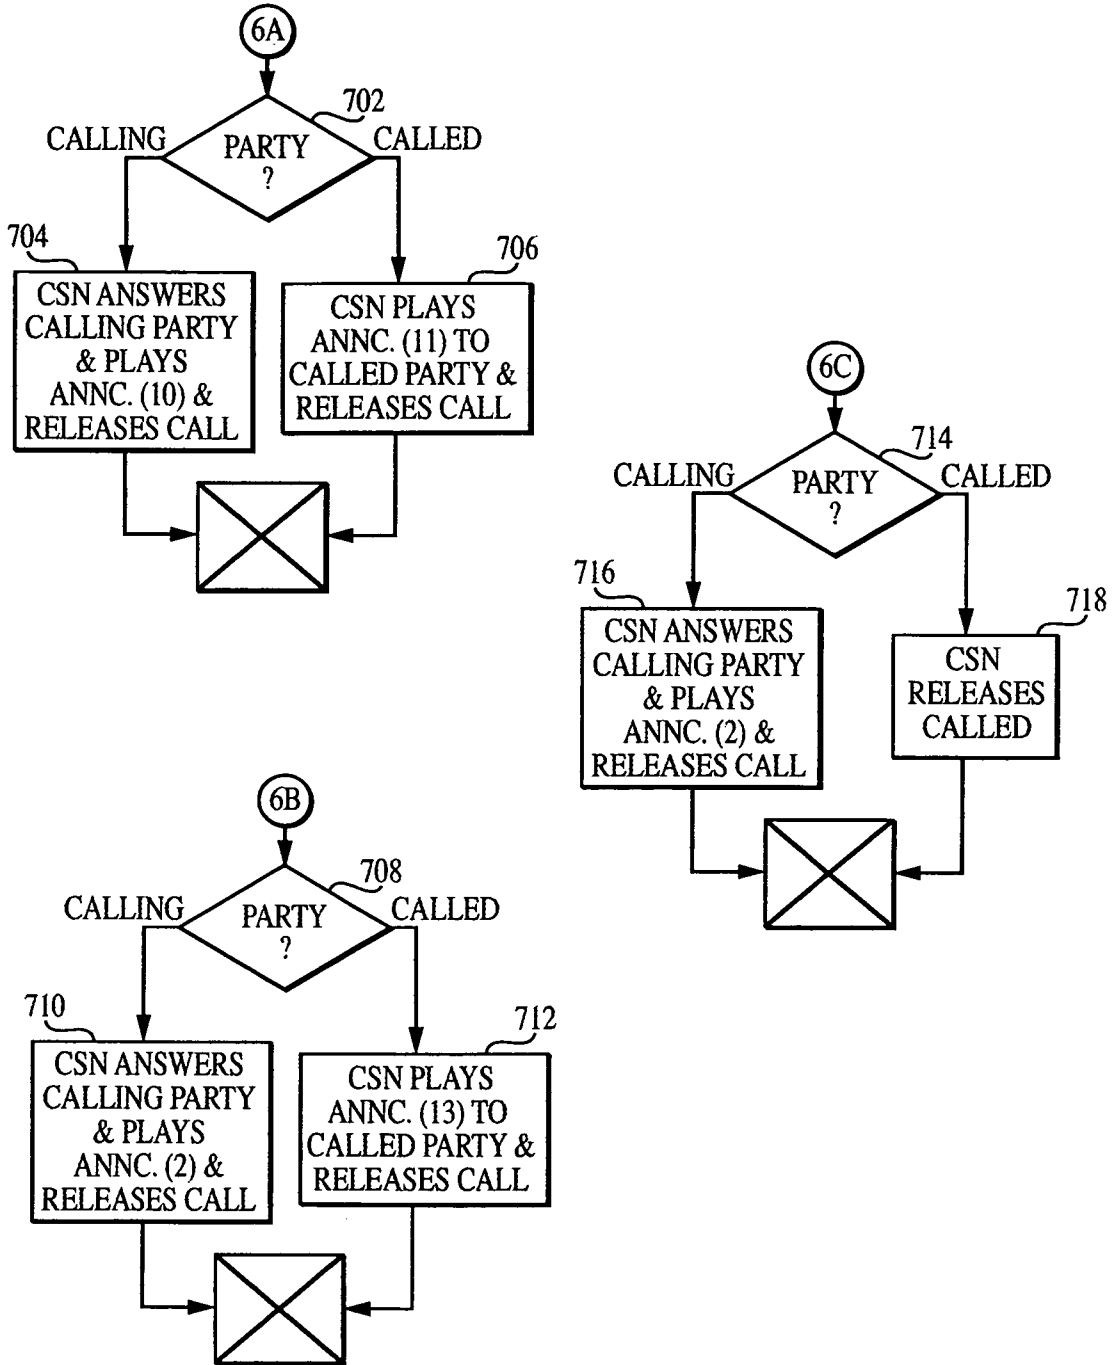 6A
702
CALLING
CALLED
PARTY
?
704
706
CSN ANSWERS
CALLING PARTY
& PLAYS
ANNC. (10) &
RELEASES CALL
CSN PLAYS
ANNC. (11) TO
CALLED PARTY &
RELEASES CALL
6C
714
CALLING
CALLED
PARTY
?
716
718
CSN ANSWERS
CALLING PARTY
& PLAYS
ANNC. (2) &
RELEASES CALL
CSN
RELEASES
CALLED
6B
708
CALLING
CALLED
PARTY
?
710
712
CSN ANSWERS
CALLING PARTY
& PLAYS
ANNC. (2) &
RELEASES CALL
CSN PLAYS
ANNC. (13) TO
CALLED PARTY &
RELEASES CALL